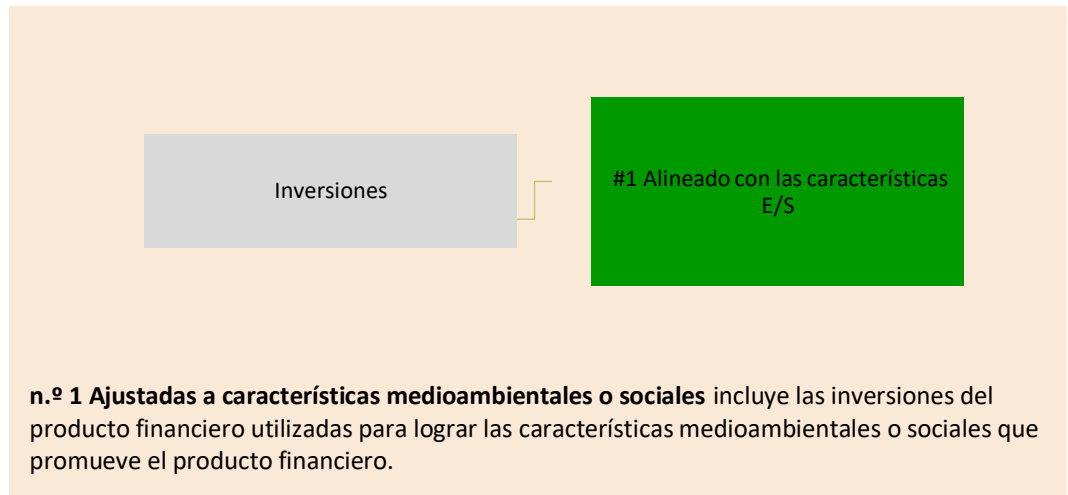 Inversiones
#1 Alineado con las características
E/S
n.º 1 Ajustadas a características medioambientales o sociales incluye las inversiones del
producto financiero utilizadas para lograr las características medioambientales o sociales que
promueve el producto financiero.